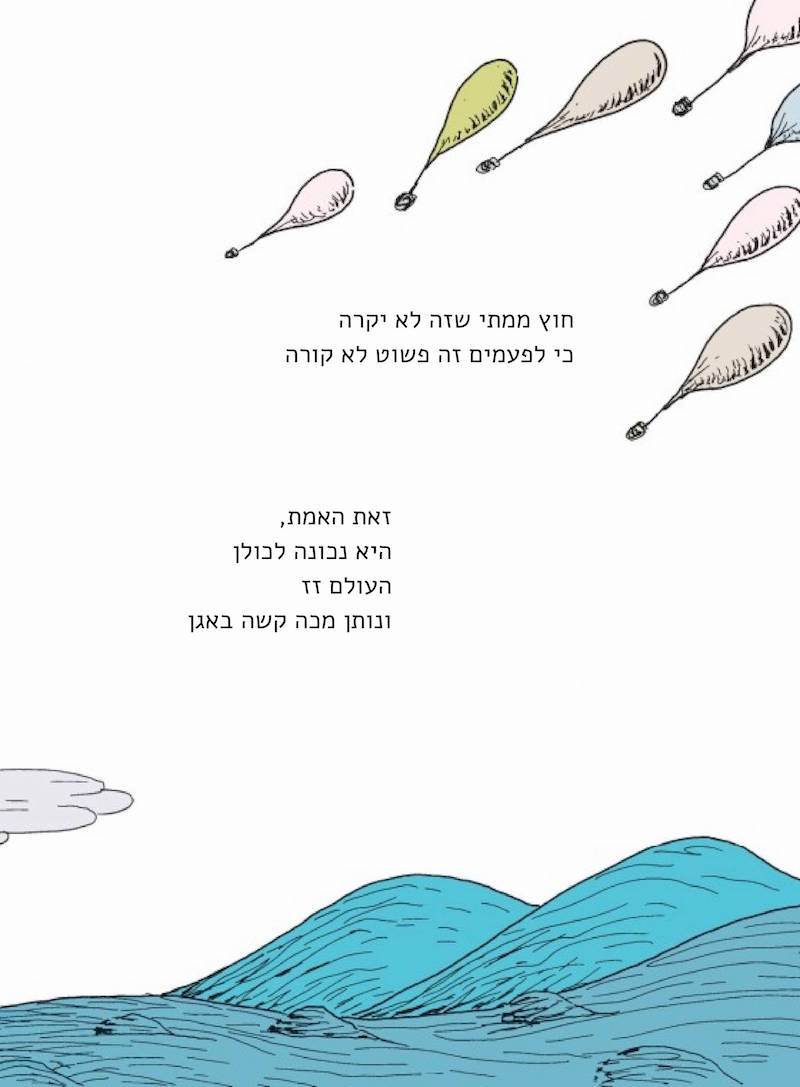 חוץ ממתי שזה לא יקרה
כי לפעמים זה פשוט לא קורה
זאת האמת,
היא נכונה לכולן
העולם זז
ונותן מכה קשה באגן